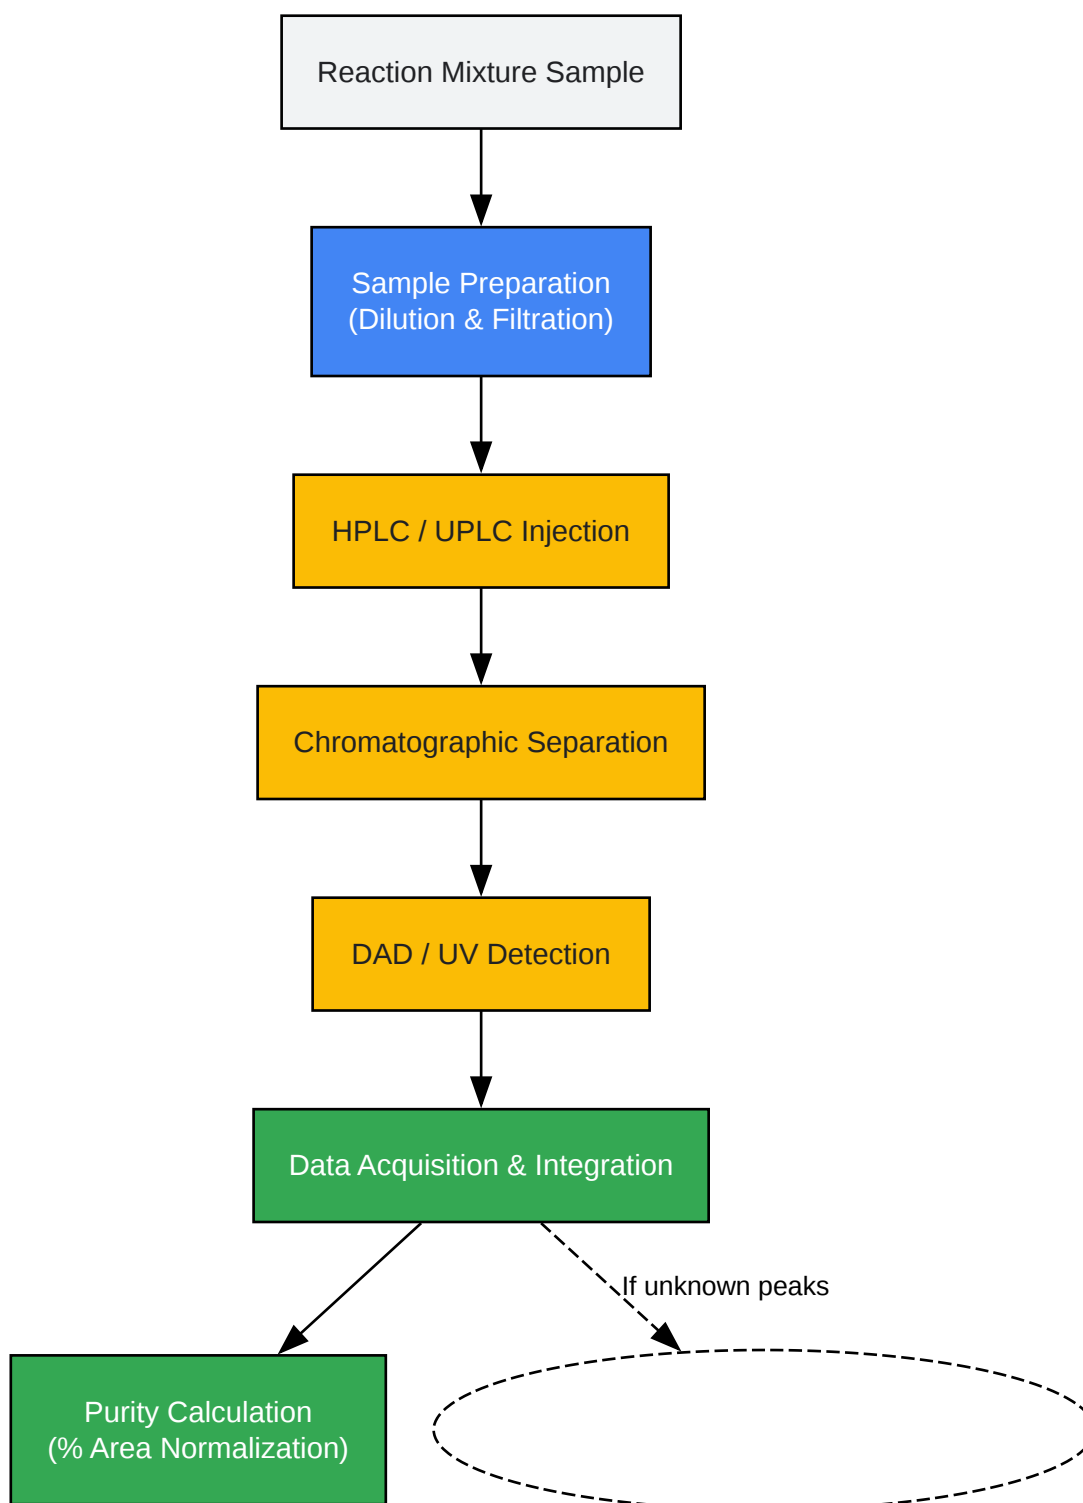 Reaction Mixture Sample
Sample Preparation
(Dilution & Filtration)
HPLC / UPLC Injection
Chromatographic Separation
DAD / UV Detection
Data Acquisition & Integration
If unknown peaks
Purity Calculation
(% Area Normalization)